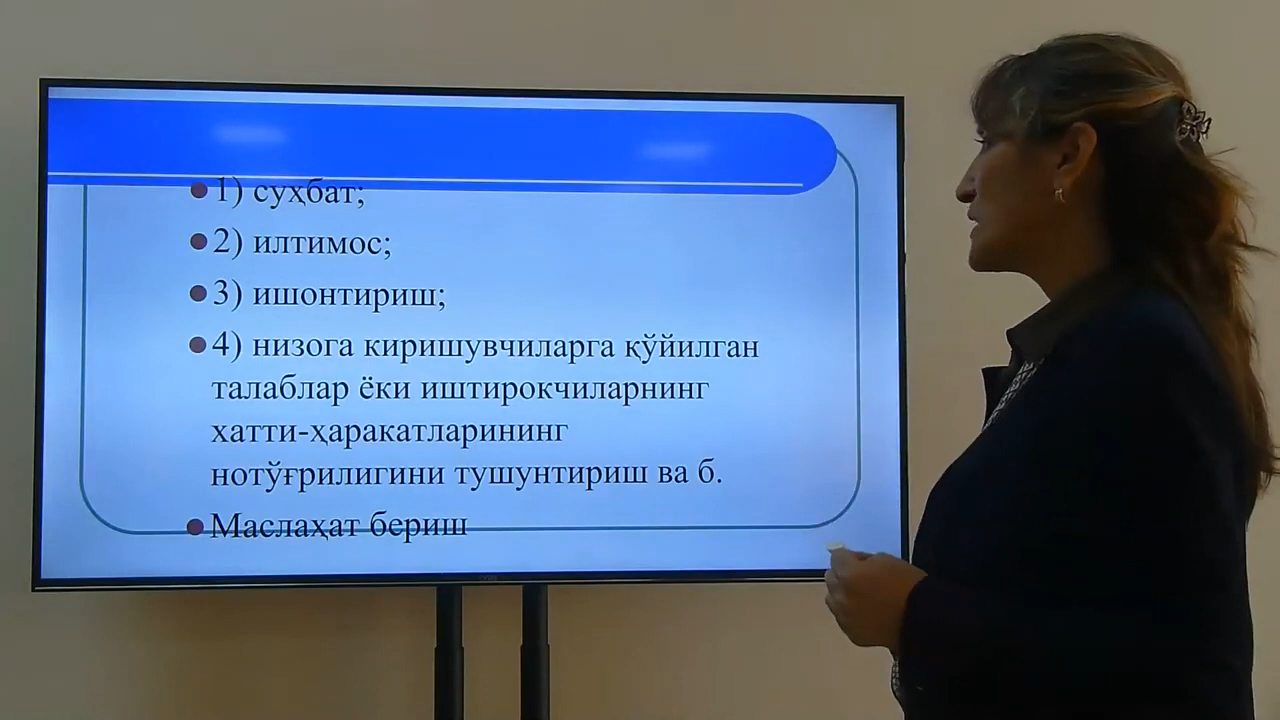 1) суҳбат;
2) илтимос;
3) ишонтириш;
4) низога киришувчиларга қўйилган
талаблар ёки иштирокчиларнинг
хатти-ҳаракатларининг
нотўғрилигини тушунтириш ва б.
Маслаҳат бериш